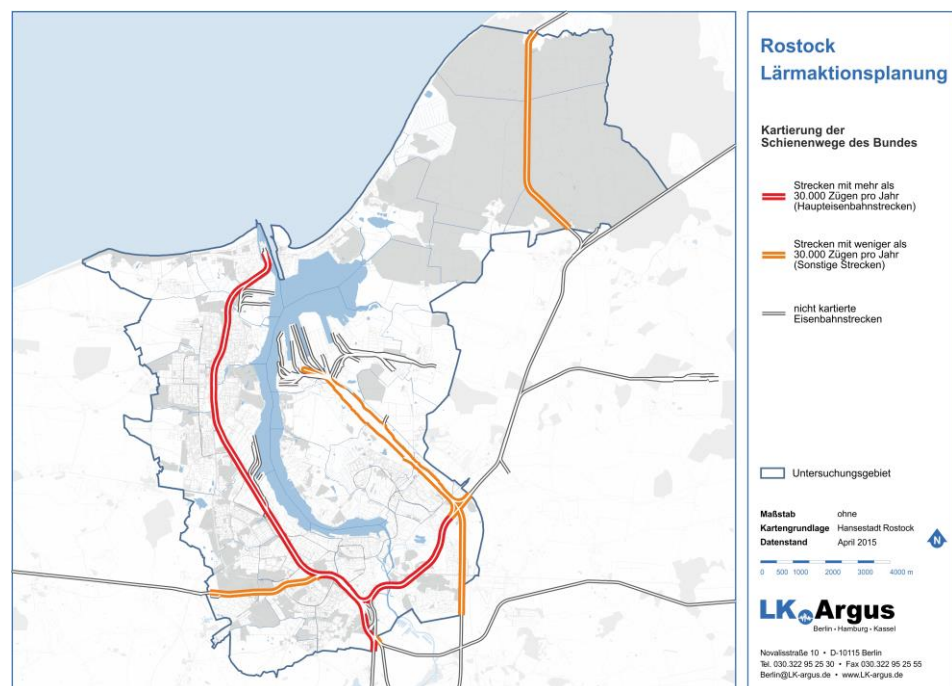 Rostock
Lärmaktionsplanung
Kartierung der
Schienenwege des Bundes
Strecken mit mehr als
30.000 Zügen pro Jahr
(Haupteisenbahnstrecken)
Strecken mit weniger als
30.000 Zügen pro Jahr
(Sonstige Strecken)
nicht kartierte
Eisenbahnstrecken
Untersuchungsgebiet
Maßstab ohne
Kartengrundlage Hansestadt Rostock
Datenstand April 2015
N
0 500 1000 2000 3000 4000 m
LK Argus
Berlin • Hamburg • Kassel
Novalisstraße 10 • D-10115 Berlin
Tel. 030.322 95 25 30 • Fax 030.322 95 25 55
Berlin@LK-argus.de • www.LK-argus.de